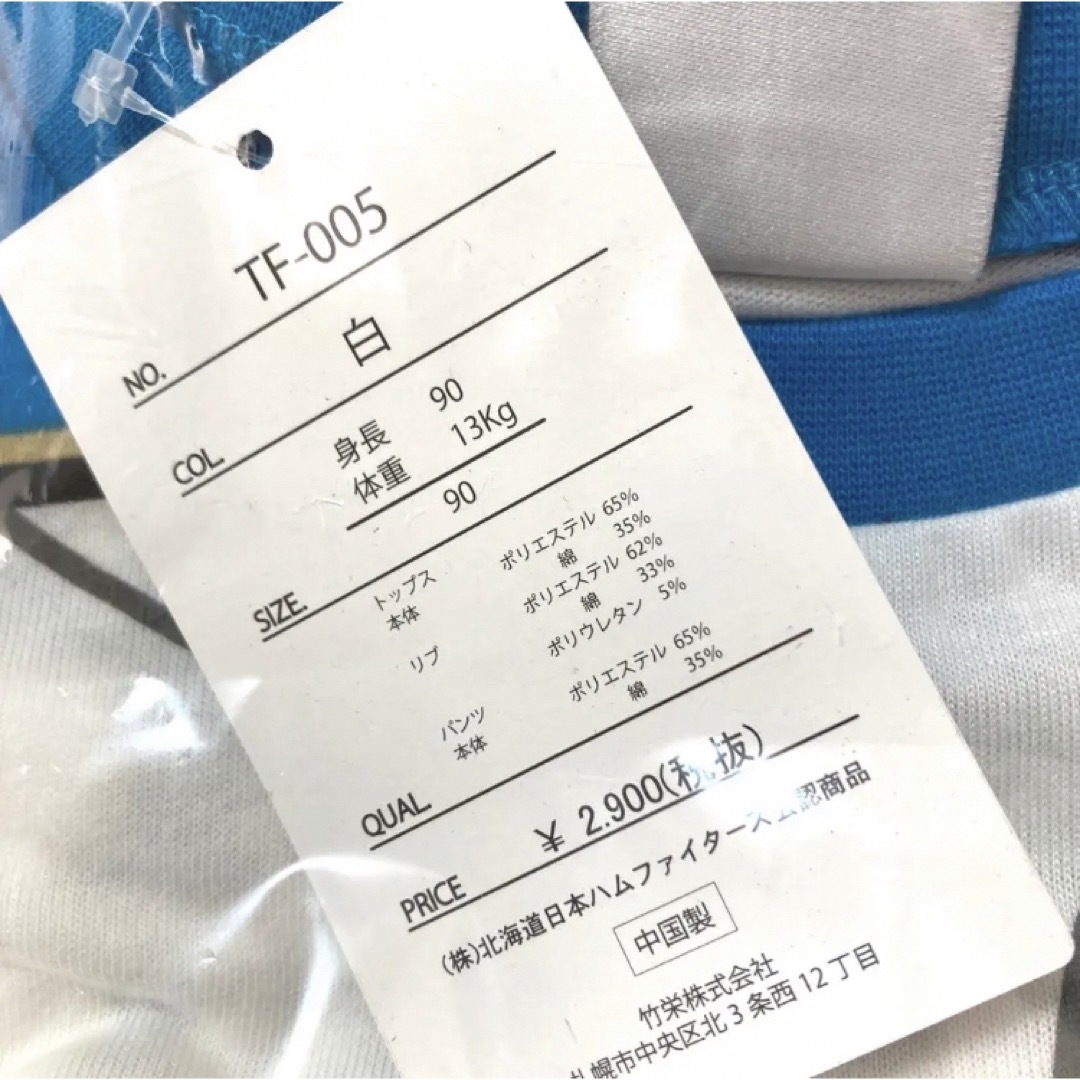 NO. TF-005
COL. 白
身長 90
体重 13Kg
SIZE. 90
トップス 本体 ポリエステル 65%
綿 35%
リブ ポリエステル 62%
綿 33%
ポリウレタン 5%
パンツ 本体 ポリエステル 65%
綿 35%
QUAL.
PRICE ¥ 2.900(税抜)
(株)北海道日本ハムファイターズ公認商品
中国製
竹栄株式会社
札幌市中央区北3条西12丁目